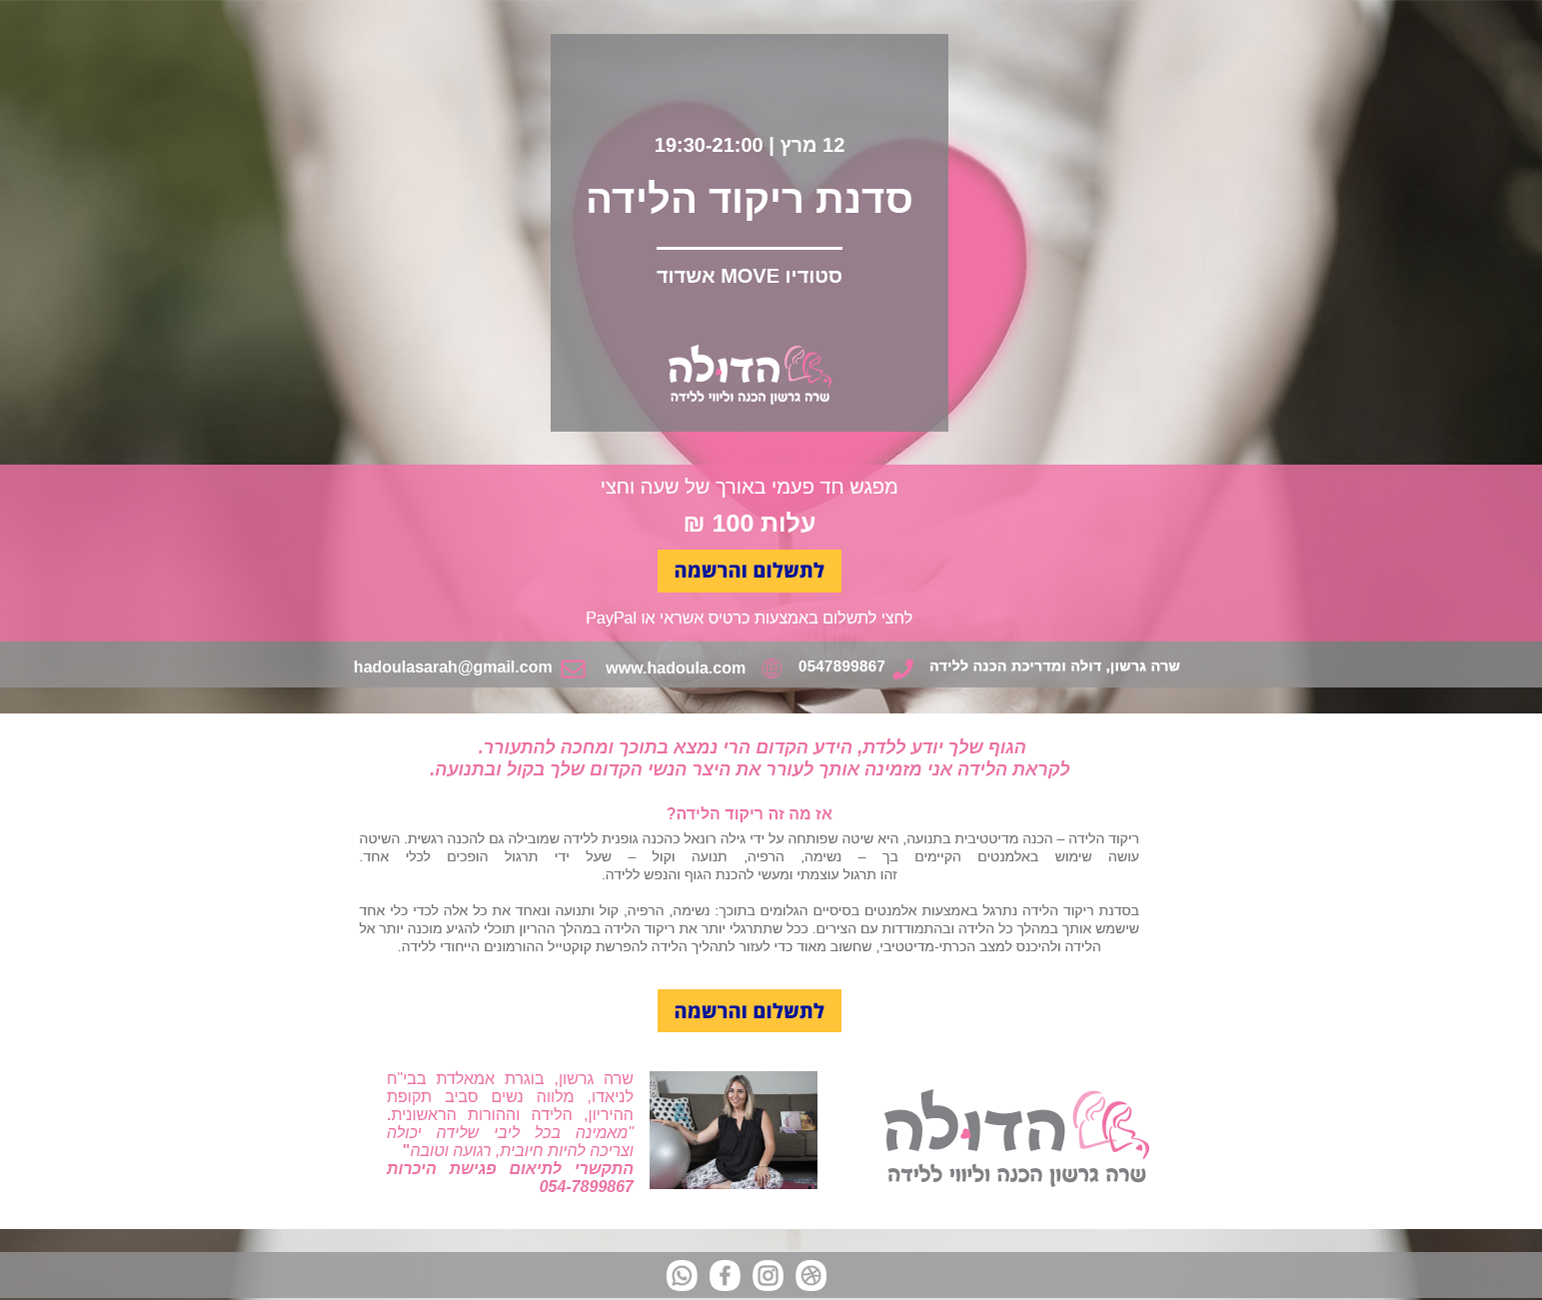 12 מרץ | 19:30-21:00
סדנת ריקוד הלידה
סטודיו MOVE אשדוד
הדולה
שרה גרשון הכנה וליווי ללידה
מפגש חד פעמי באורך של שעה וחצי
עלות 100 ₪
לתשלום והרשמה
לחצי לתשלום באמצעות כרטיס אשראי או PayPal
שרה גרשון, דולה ומדריכת הכנה ללידה 0547899867 www.hadoula.com hadoulasarah@gmail.com
הגוף שלך יודע ללדת, הידע הקדום הרי נמצא בתוכך ומחכה להתעורר.
לקראת הלידה אני מזמינה אותך לעורר את היצר הנשי הקדום שלך בקול ובתנועה.
אז מה זה ריקוד הלידה?
ריקוד הלידה – הכנה מדיטטיבית בתנועה, היא שיטה שפותחה על ידי גילה רונאל כהכנה גופנית ללידה שמובילה גם להכנה רגשית. השיטה
עושה שימוש באלמנטים הקיימים בך – נשימה, הרפיה, תנועה וקול – שעל ידי תרגול הופכים לכלי אחד.
זהו תרגול עוצמתי ומעשי להכנת הגוף והנפש ללידה.
בסדנת ריקוד הלידה נתרגל באמצעות אלמנטים בסיסיים הגלומים בתוכך: נשימה, הרפיה, קול ותנועה ונאחד את כל אלה לכדי כלי אחד
שישמש אותך במהלך כל הלידה ובהתמודדות עם הצירים. ככל שתתרגלי יותר את ריקוד הלידה במהלך ההריון תוכלי להגיע מוכנה יותר אל
הלידה ולהיכנס למצב הכרתי-מדיטטיבי, שחשוב מאוד כדי לעזור לתהליך הלידה להפרשת קוקטייל ההורמונים הייחודי ללידה.
לתשלום והרשמה
הדולה
שרה גרשון הכנה וליווי ללידה
שרה גרשון, בוגרת אמאלדת בבי"ח
לניאדו, מלווה נשים סביב תקופת
ההיריון, הלידה וההורות הראשונית.
"מאמינה בכל ליבי שלידה יכולה
וצריכה להיות חיובית, רגועה וטובה"
התקשרי לתיאום פגישת היכרות
054-7899867